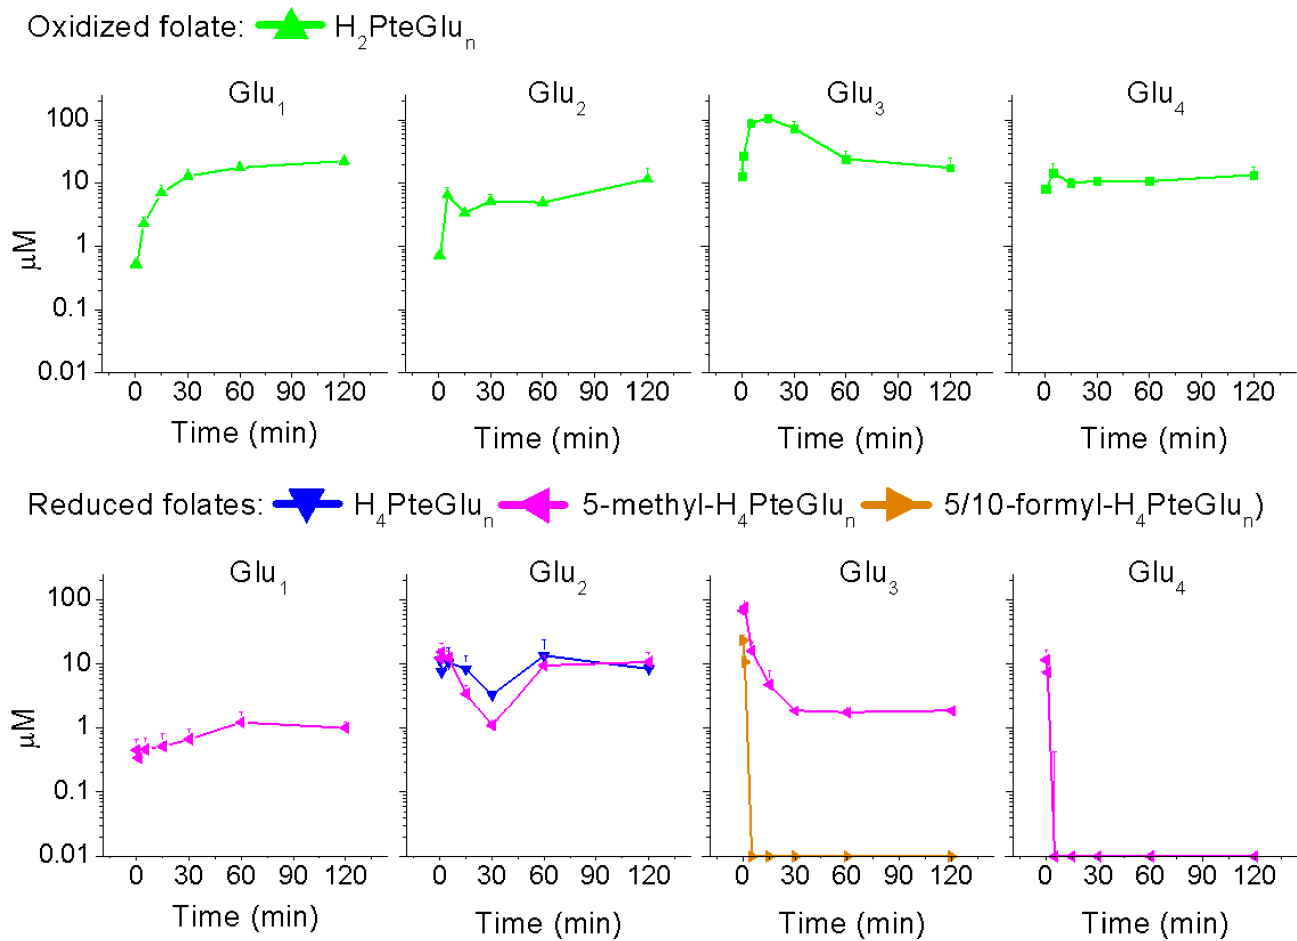 Oxidized folate: H2PteGlun
Glu1 Glu2 Glu3 Glu4
100
10
1
0.1
0.01
μM
0 30 60 90 120 0 30 60 90 120 0 30 60 90 120 0 30 60 90 120
Time (min) Time (min) Time (min) Time (min)
Reduced folates: H4PteGlun 5-methyl-H4PteGlun 5/10-formyl-H4PteGlun)
Glu1 Glu2 Glu3 Glu4
100
10
1
0.1
0.01
μM
0 30 60 90 120 0 30 60 90 120 0 30 60 90 120 0 30 60 90 120
Time (min) Time (min) Time (min) Time (min)